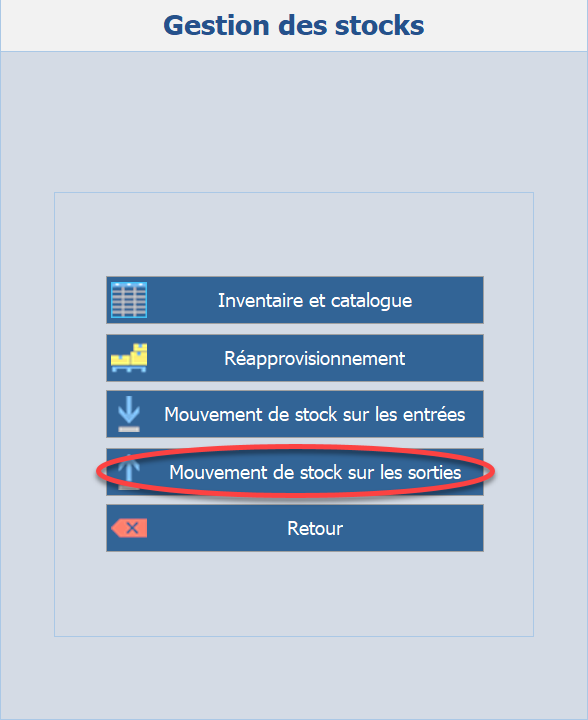 Gestion des stocks
Inventaire et catalogue
Réapprovisionnement
Mouvement de stock sur les entrées
Mouvement de stock sur les sorties
Retour